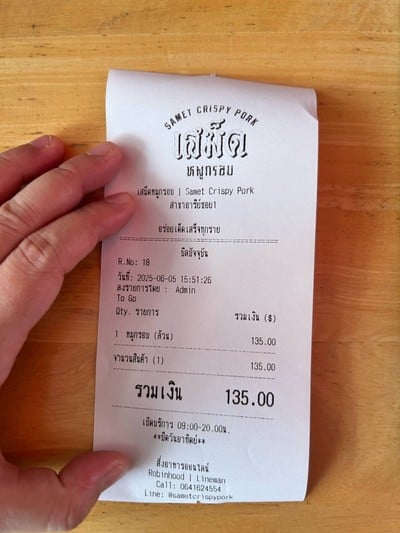 SAMET CRISPY PORK
เสม็ด
หมูกรอบ
เสม็ดหมูกรอบ | Samet Crispy Pork
สาขาอารีย์ซอย1
อร่อยเด็ดเสร็จทุกราย
บิลปัจจุบัน
R.No: 18
วันที่: 2025-06-05 15:51:26
ลงรายการโดย : Admin
To Go
Qty. รายการ รวมเงิน (฿)
1 หมูกรอบ (ล้วน) 135.00
จำนวนสินค้า (1) 135.00
รวมเงิน 135.00
เปิดบริการ 09:00-20.00น.
**ปิดวันอาทิตย์**
สั่งอาหารออนไลน์
Robinhood | Lineman
Call: 0641624554
Line: @sametcrispypork